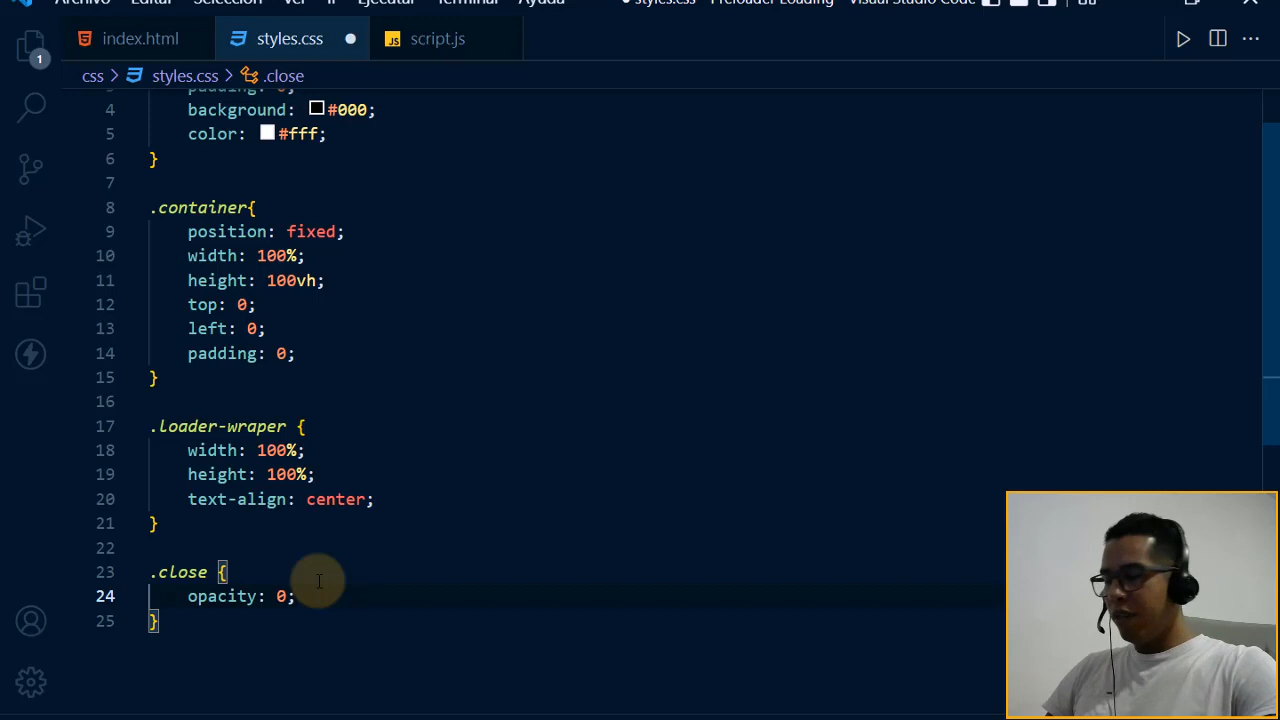 Archivo Editar Selección Ver Ir Ejecutar Terminal Ayuda ● styles.css - Preloader Loading - Visual Studio Code
index.html styles.css ● script.js
1
css > styles.css > .close
3 padding: 0;
4 background: #000;
5 color: #fff;
6 }
7
8 .container{
9 position: fixed;
10 width: 100%;
11 height: 100vh;
12 top: 0;
13 left: 0;
14 padding: 0;
15 }
16
17 .loader-wraper {
18 width: 100%;
19 height: 100%;
20 text-align: center;
21 }
22
23 .close {
24 opacity: 0;
25 }